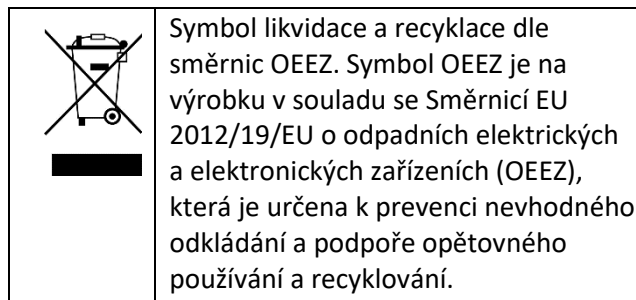 Symbol likvidace a recyklace dle
směrnic OEEZ. Symbol OEEZ je na
výrobku v souladu se Směrnicí EU
2012/19/EU o odpadních elektrických
a elektronických zařízeních (OEEZ),
která je určena k prevenci nevhodného
odkládání a podpoře opětovného
používání a recyklování.